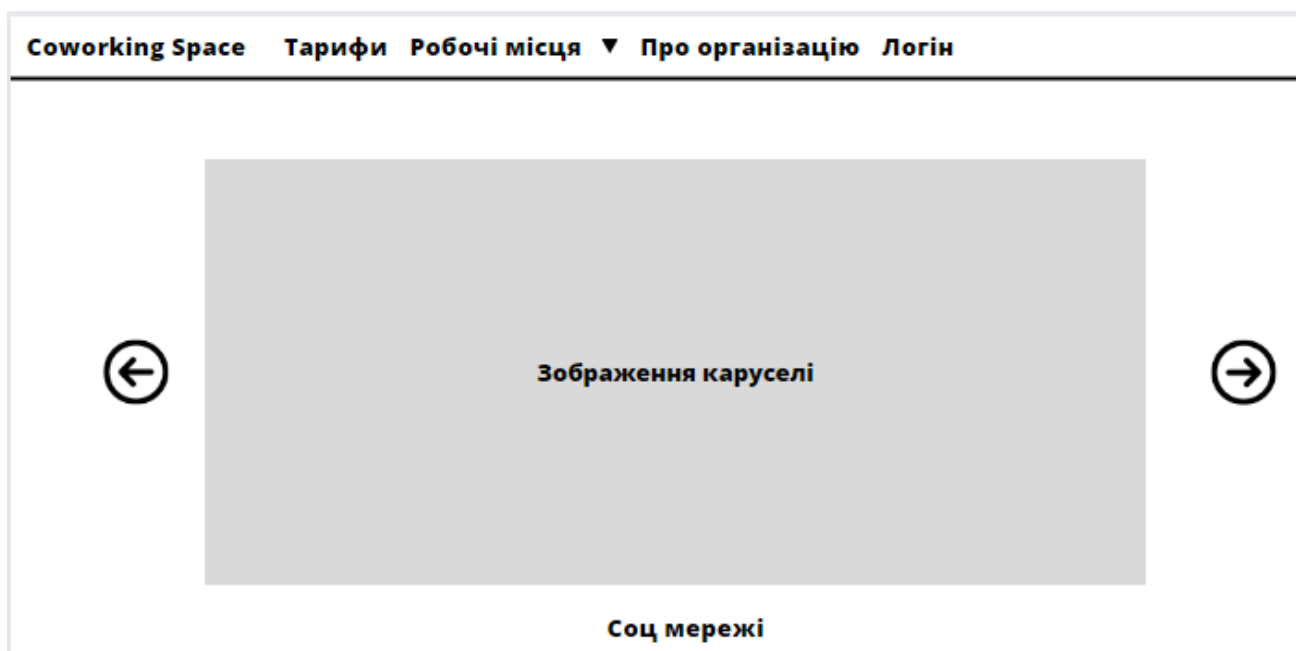 Coworking Space Тарифи Робочі місця ▼ Про організацію Логін
Зображення каруселі
Соц мережі